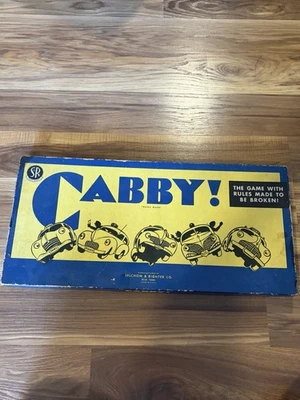 SR
CABBY!
THE GAME WITH
RULES MADE TO
BE BROKEN!
SELCHOW & RIGHTER CO.